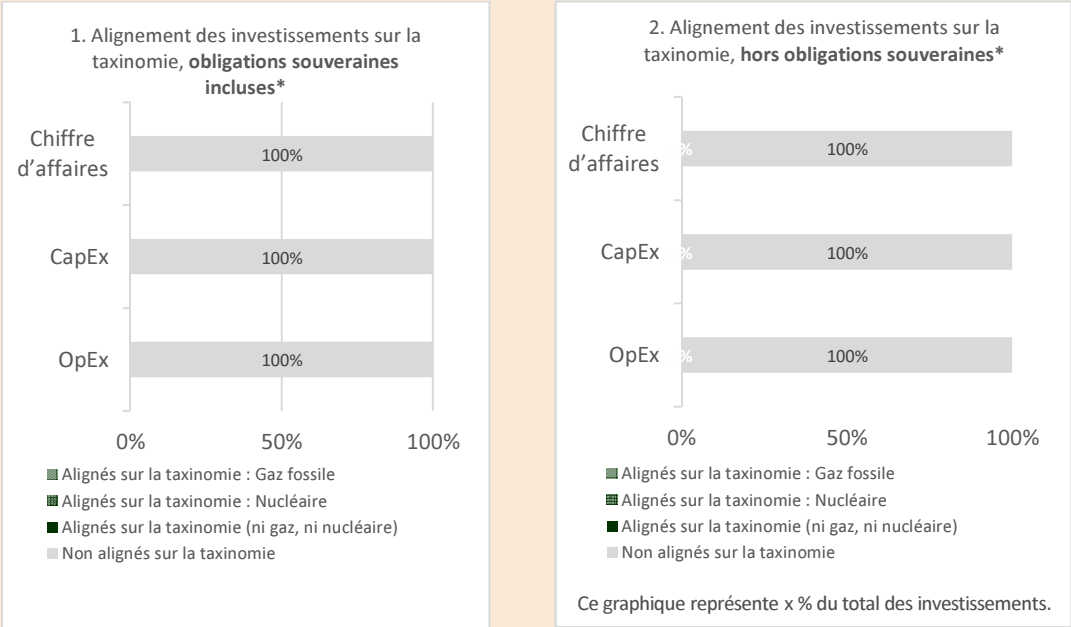 1. Alignement des investissements sur la
taxinomie, obligations souveraines
incluses*
Chiffre
d’affaires
100%
CapEx
100%
OpEx
100%
0%
50%
100%
Alignés sur la taxinomie : Gaz fossile
Alignés sur la taxinomie : Nucléaire
Alignés sur la taxinomie (ni gaz, ni nucléaire)
Non alignés sur la taxinomie
2. Alignement des investissements sur la
taxinomie, hors obligations souveraines*
Chiffre
d’affaires
%
100%
CapEx
%
100%
OpEx
%
100%
0%
50%
100%
Alignés sur la taxinomie : Gaz fossile
Alignés sur la taxinomie : Nucléaire
Alignés sur la taxinomie (ni gaz, ni nucléaire)
Non alignés sur la taxinomie
Ce graphique représente x % du total des investissements.